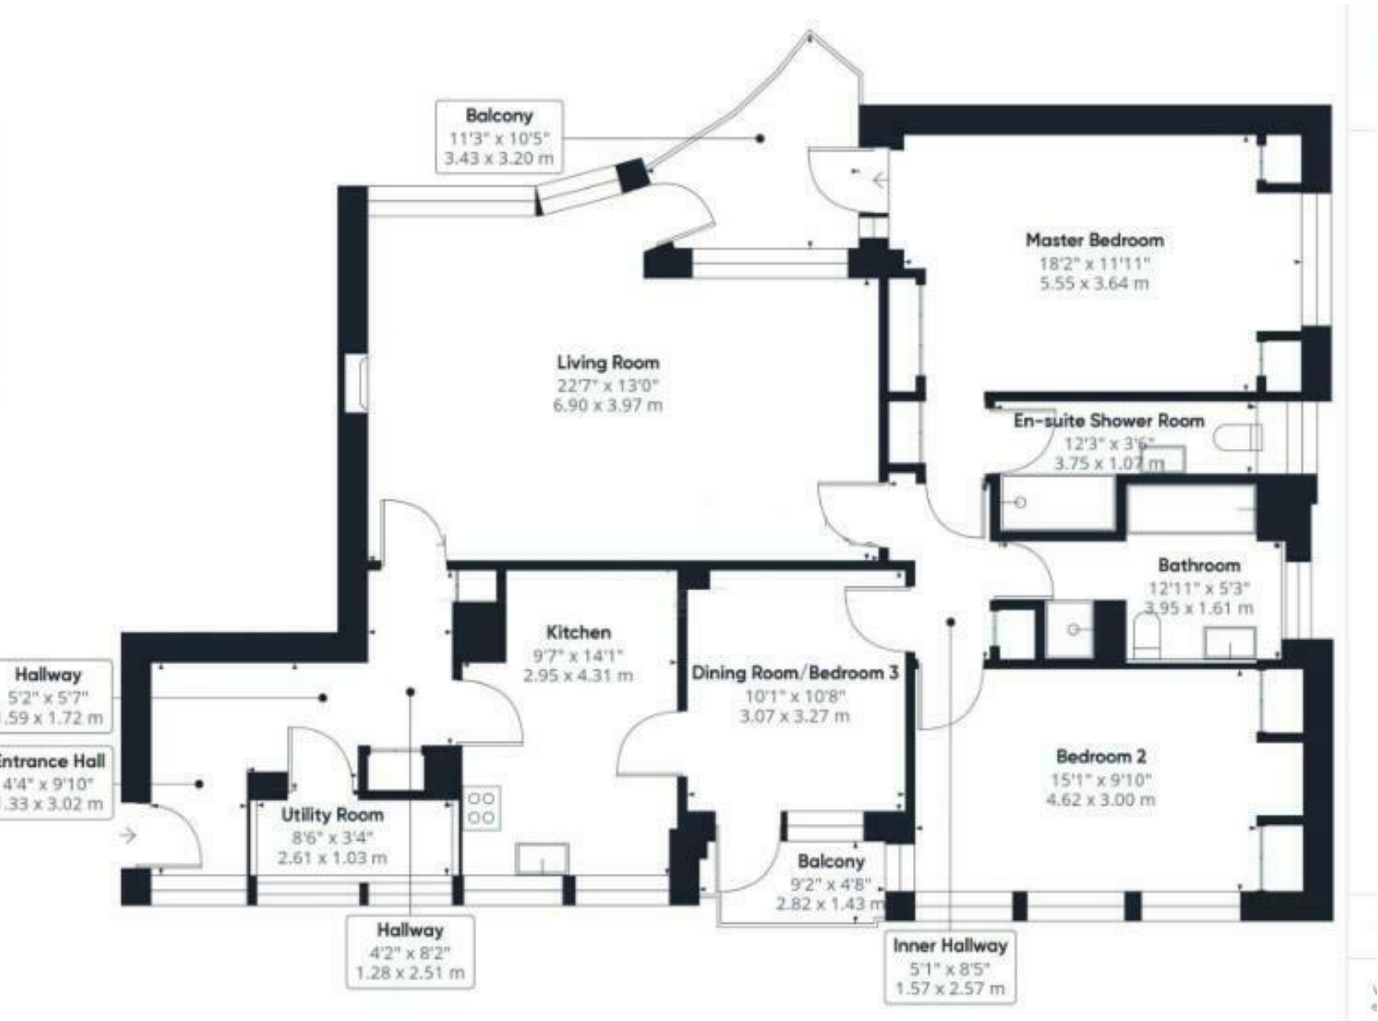 Balcony
11'3" x 10'5"
3.43 x 3.20 m
Master Bedroom
18'2" x 11'11"
5.55 x 3.64 m
Living Room
22'7" x 13'0"
6.90 x 3.97 m
En-suite Shower Room
12'3" x 3'6"
3.75 x 1.07 m
Bathroom
12'11" x 5'3"
3.95 x 1.61 m
Kitchen
9'7" x 14'1"
2.95 x 4.31 m
Dining Room/Bedroom 3
10'1" x 10'8"
3.07 x 3.27 m
Hallway
5'2" x 5'7"
.59 x 1.72 m
Entrance Hall
4'4" x 9'10"
.33 x 3.02 m
Bedroom 2
15'1" x 9'10"
4.62 x 3.00 m
Utility Room
8'6" x 3'4"
2.61 x 1.03 m
Balcony
9'2" x 4'8"
2.82 x 1.43 m
Hallway
4'2" x 8'2"
1.28 x 2.51 m
Inner Hallway
5'1" x 8'5"
1.57 x 2.57 m